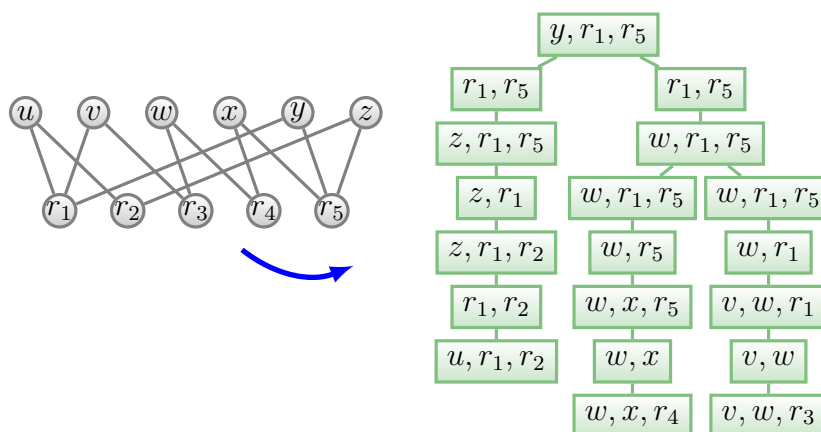 u v w x y z
r1 r2 r3 r4 r5
y, r1, r5
r1, r5 r1, r5
z, r1, r5 w, r1, r5
z, r1 w, r1, r5 w, r1, r5
z, r1, r2 w, r5 w, r1
r1, r2 w, x, r5 v, w, r1
u, r1, r2 w, x v, w
w, x, r4 v, w, r3